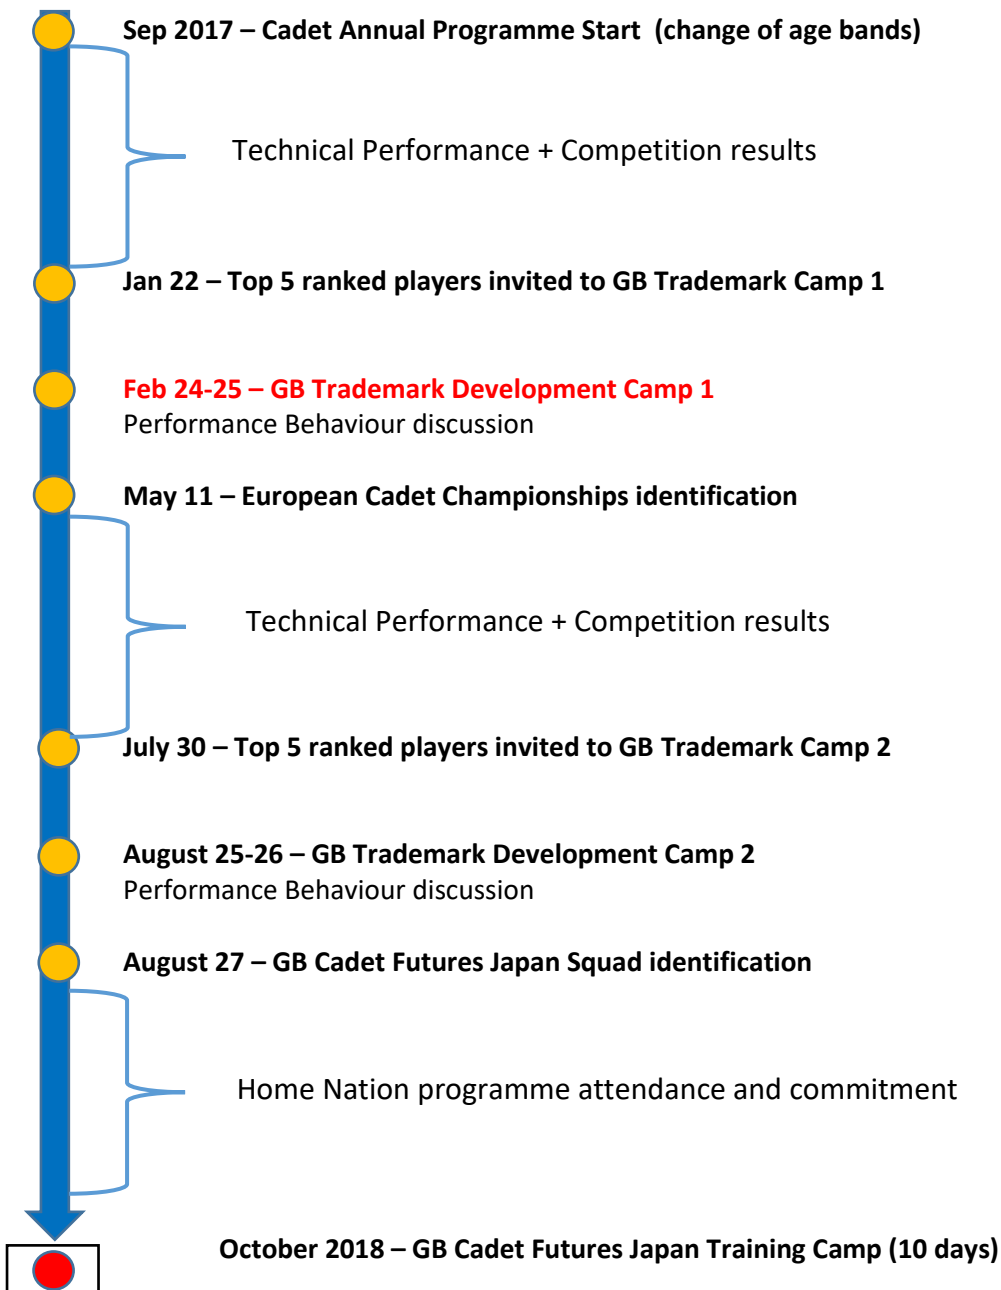 Sep 2017 – Cadet Annual Programme Start  (change of age bands)
Technical Performance + Competition results
Jan 22 – Top 5 ranked players invited to GB Trademark Camp 1
Feb 24-25 – GB Trademark Development Camp 1
Performance Behaviour discussion
May 11 – European Cadet Championships identification
Technical Performance + Competition results
July 30 – Top 5 ranked players invited to GB Trademark Camp 2
August 25-26 – GB Trademark Development Camp 2
Performance Behaviour discussion
August 27 – GB Cadet Futures Japan Squad identification
Home Nation programme attendance and commitment
October 2018 – GB Cadet Futures Japan Training Camp (10 days)